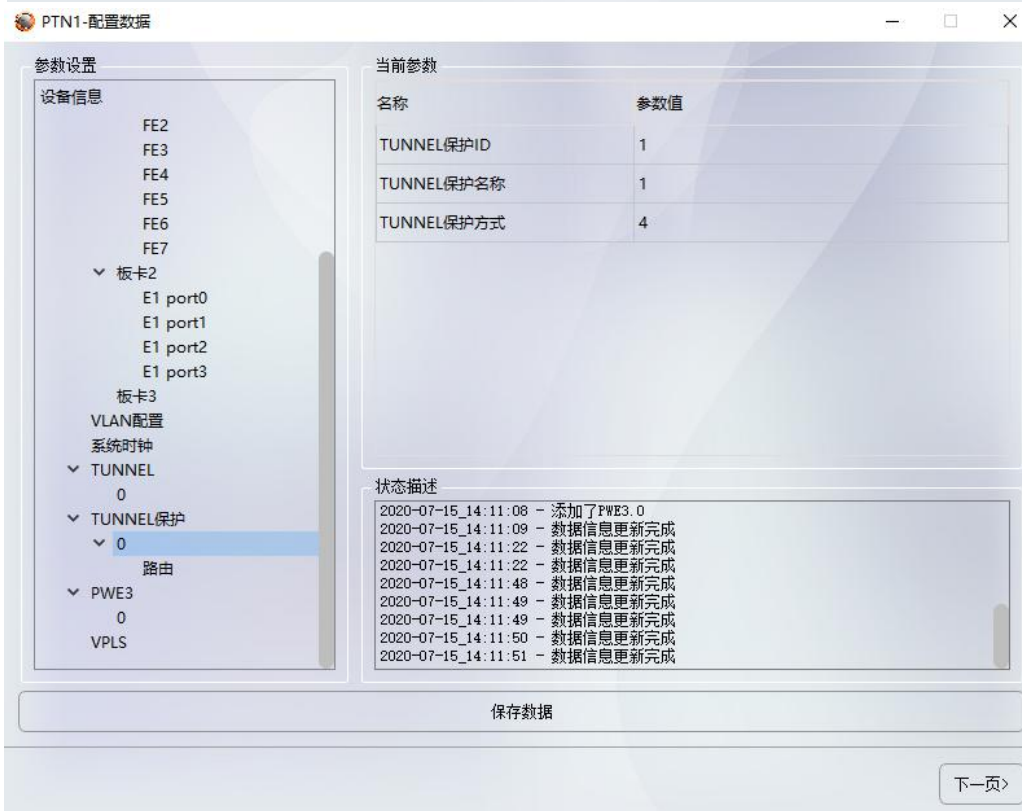 PTN1-配置数据
参数设置
设备信息
FE2
FE3
FE4
FE5
FE6
FE7
板卡2
E1 port0
E1 port1
E1 port2
E1 port3
板卡3
VLAN配置
系统时钟
TUNNEL
0
TUNNEL保护
0
路由
PWE3
0
VPLS
当前参数
名称 参数值
TUNNEL保护ID 1
TUNNEL保护名称 1
TUNNEL保护方式 4
状态描述
2020-07-15_14:11:08 - 添加了PWE3.0
2020-07-15_14:11:09 - 数据信息更新完成
2020-07-15_14:11:22 - 数据信息更新完成
2020-07-15_14:11:22 - 数据信息更新完成
2020-07-15_14:11:48 - 数据信息更新完成
2020-07-15_14:11:49 - 数据信息更新完成
2020-07-15_14:11:49 - 数据信息更新完成
2020-07-15_14:11:50 - 数据信息更新完成
2020-07-15_14:11:51 - 数据信息更新完成
保存数据
下一页>